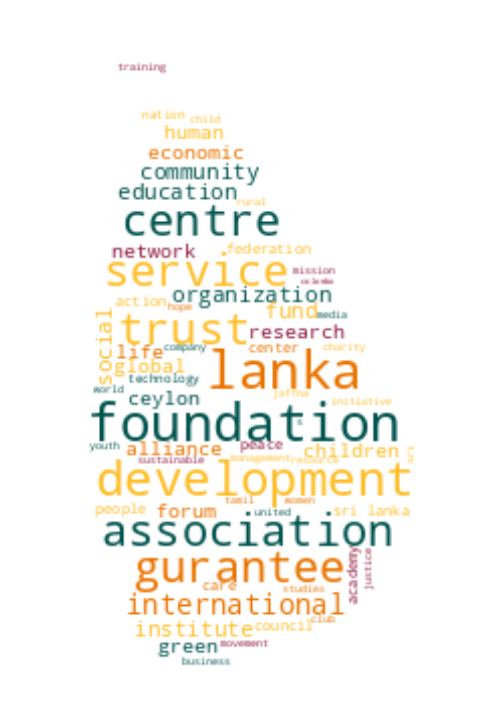 training
nation child
human
economic
community
education
rural
centre
network federation
service mission
colombo
organization
action hope fund media
social trust research
life company center charity
global lanka
technology
world ceylon jaffna initiative
foundation s
youth alliance peace children
sustainable management resource
development
tamil women
people forum united sri lanka
association
gurantee academy justice
care studies
international
institute council club
green movement
business